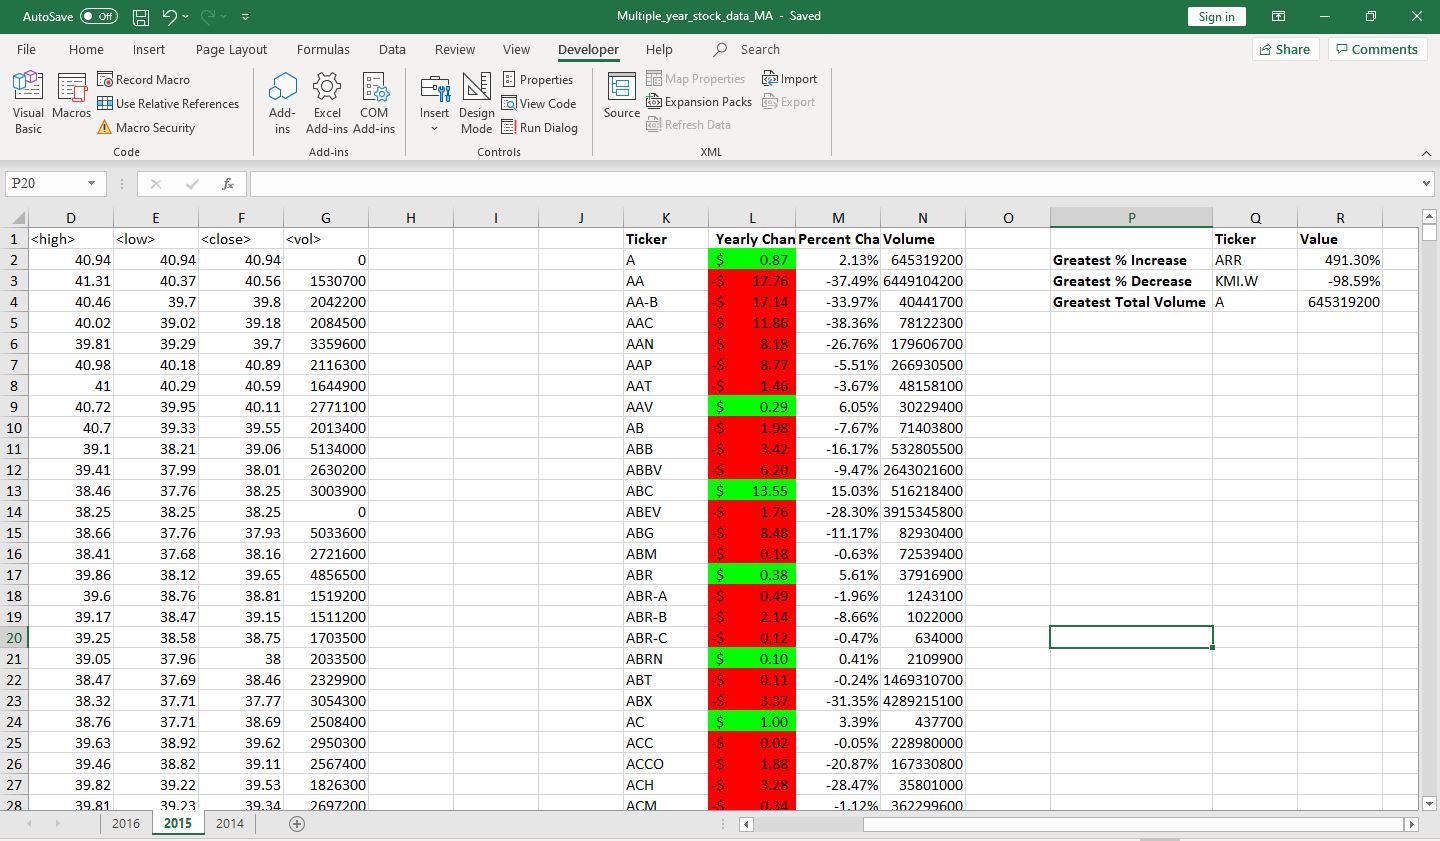 AutoSave Off Multiple_year_stock_data_MA - Saved Sign in
File Home Insert Page Layout Formulas Data Review View Developer Help Search Share Comments
Visual Basic
Macros
Record Macro
Use Relative References
Macro Security
Code
Add-ins
Excel Add-ins
COM Add-ins
Add-ins
Insert
Design Mode
Properties
View Code
Run Dialog
Controls
Source
Map Properties
Expansion Packs
Refresh Data
Import
Export
XML
P20 fx
D E F G H I J K L M N O P Q R
1 <high> <low> <close> <vol> Ticker Yearly Chan Percent Cha Volume Ticker Value
2 40.94 40.94 40.94 0 A $ 0.87 2.13% 645319200 Greatest % Increase ARR 491.30%
3 41.31 40.37 40.56 1530700 AA -$ 17.76 -37.49% 6449104200 Greatest % Decrease KMI.W -98.59%
4 40.46 39.7 39.8 2042200 AA-B -$ 17.14 -33.97% 40441700 Greatest Total Volume A 645319200
5 40.02 39.02 39.18 2084500 AAC -$ 11.86 -38.36% 78122300
6 39.81 39.29 39.7 3359600 AAN -$ 8.18 -26.76% 179606700
7 40.98 40.18 40.89 2116300 AAP -$ 8.77 -5.51% 266930500
8 41 40.29 40.59 1644900 AAT -$ 1.46 -3.67% 48158100
9 40.72 39.95 40.11 2771100 AAV $ 0.29 6.05% 30229400
10 40.7 39.33 39.55 2013400 AB -$ 1.98 -7.67% 71403800
11 39.1 38.21 39.06 5134000 ABB -$ 3.42 -16.17% 532805500
12 39.41 37.99 38.01 2630200 ABBV -$ 6.20 -9.47% 2643021600
13 38.46 37.76 38.25 3003900 ABC $ 13.55 15.03% 516218400
14 38.25 38.25 38.25 0 ABEV -$ 1.76 -28.30% 3915345800
15 38.66 37.76 37.93 5033600 ABG -$ 8.48 -11.17% 82930400
16 38.41 37.68 38.16 2721600 ABM -$ 0.18 -0.63% 72539400
17 39.86 38.12 39.65 4856500 ABR $ 0.38 5.61% 37916900
18 39.6 38.76 38.81 1519200 ABR-A -$ 0.49 -1.96% 1243100
19 39.17 38.47 39.15 1511200 ABR-B -$ 2.14 -8.66% 1022000
20 39.25 38.58 38.75 1703500 ABR-C -$ 0.12 -0.47% 634000
21 39.05 37.96 38 2033500 ABRN $ 0.10 0.41% 2109900
22 38.47 37.69 38.46 2329900 ABT -$ 0.11 -0.24% 1469310700
23 38.32 37.71 37.77 3054300 ABX -$ 3.37 -31.35% 4289215100
24 38.76 37.71 38.69 2508400 AC $ 1.00 3.39% 437700
25 39.63 38.92 39.62 2950300 ACC -$ 0.02 -0.05% 228980000
26 39.46 38.82 39.11 2567400 ACCO -$ 1.88 -20.87% 167330800
27 39.82 39.22 39.53 1826300 ACH -$ 3.28 -28.47% 35801000
28 39.81 39.23 39.34 2697200 ACM -$ 0.34 -1.12% 362299600
2016 2015 2014